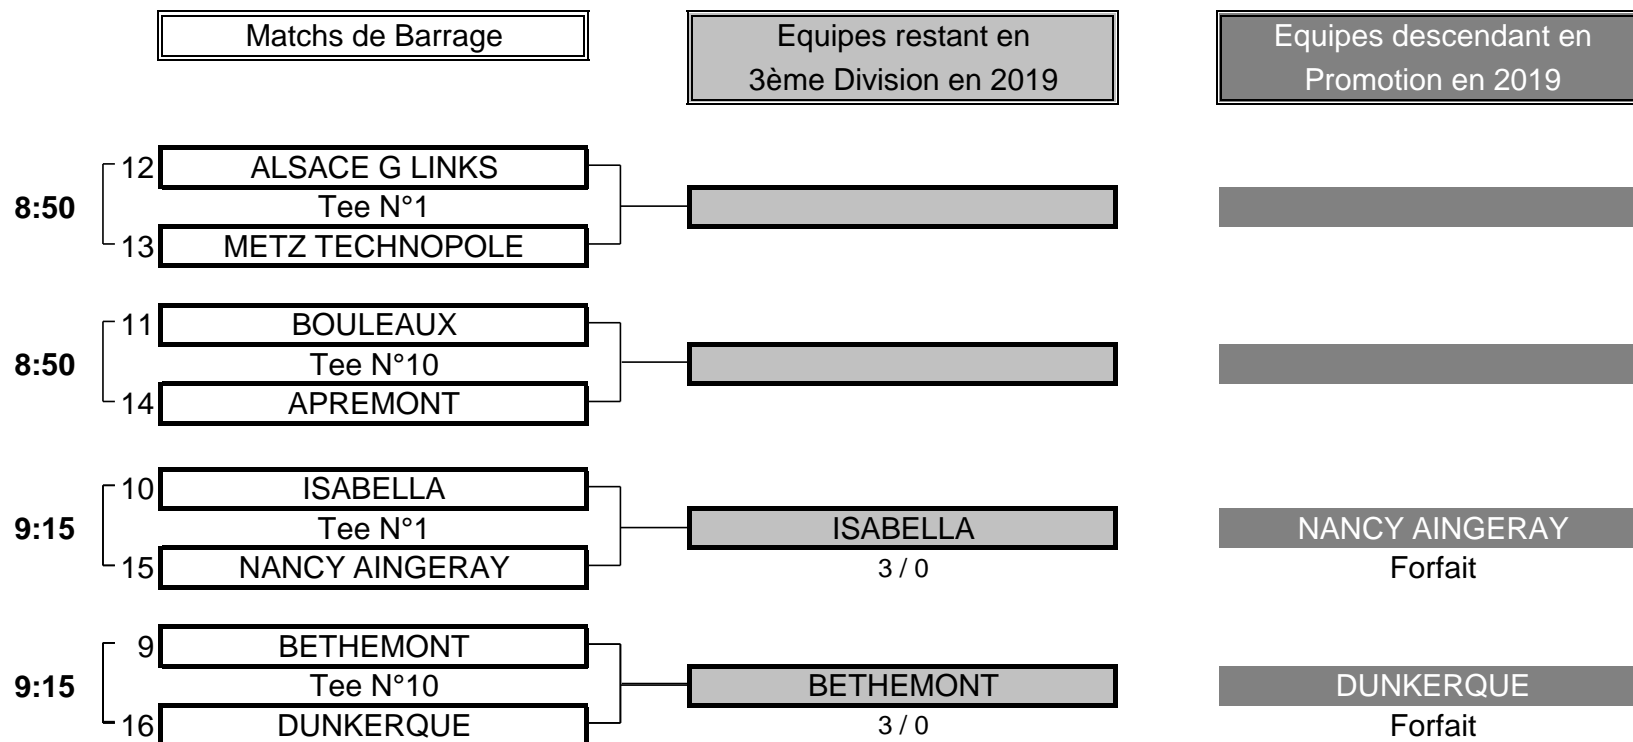 Matchs de Barrage
Equipes restant en
3ème Division en 2019
Equipes descendant en
Promotion en 2019
12 ALSACE G LINKS
8:50 Tee N°1
13 METZ TECHNOPOLE
11 BOULEAUX
8:50 Tee N°10
14 APREMONT
10 ISABELLA
9:15 Tee N°1 ISABELLA NANCY AINGERAY
15 NANCY AINGERAY 3 / 0 Forfait
9 BETHEMONT
9:15 Tee N°10 BETHEMONT DUNKERQUE
16 DUNKERQUE 3 / 0 Forfait